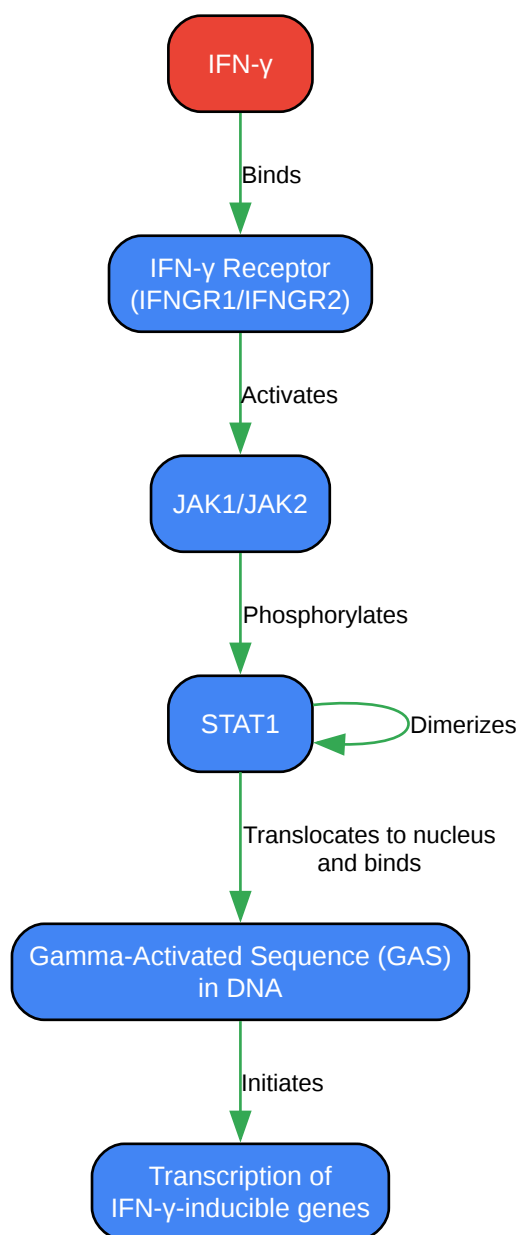 IFN-γ
Binds
IFN-γ Receptor
(IFNGR1/IFNGR2)
Activates
JAK1/JAK2
Phosphorylates
STAT1
Dimerizes
Translocates to nucleus
and binds
Gamma-Activated Sequence (GAS)
in DNA
Initiates
Transcription of
IFN-γ-inducible genes